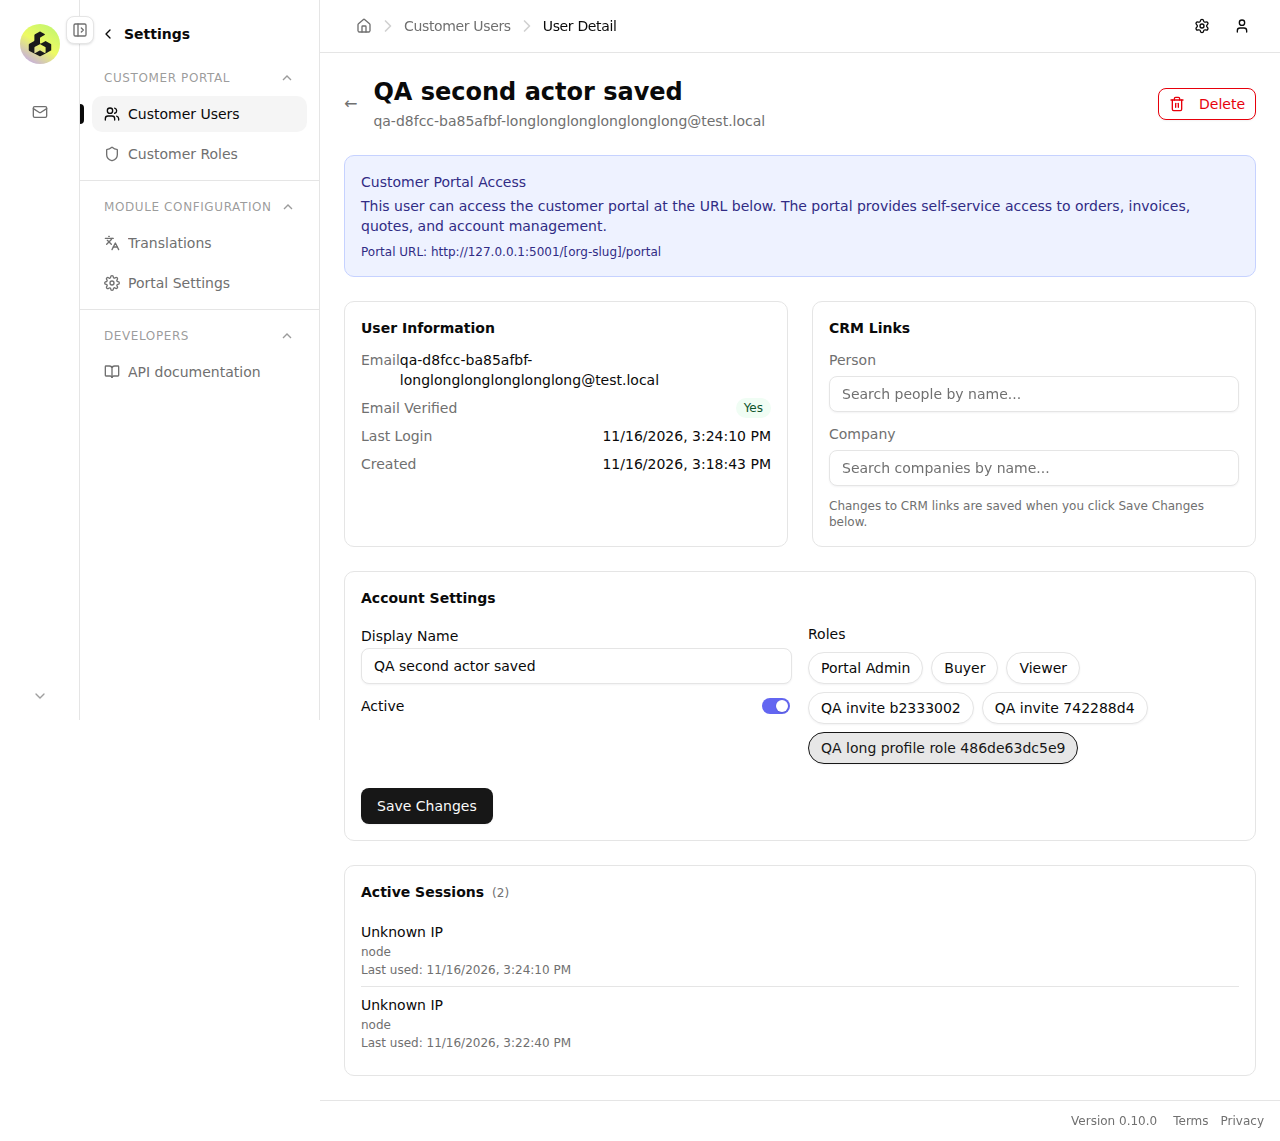 Settings
CUSTOMER PORTAL
Customer Users
Customer Roles
MODULE CONFIGURATION
Translations
Portal Settings
DEVELOPERS
API documentation
Customer Users
User Detail
QA second actor saved
qa-d8fcc-ba85afbf-longlonglonglonglonglong@test.local
Delete
Customer Portal Access
This user can access the customer portal at the URL below. The portal provides self-service access to orders, invoices,
quotes, and account management.
Portal URL: http://127.0.0.1:5001/[org-slug]/portal
User Information
Email qa-d8fcc-ba85afbf-
longlonglonglonglonglong@test.local
Email Verified Yes
Last Login 11/16/2026, 3:24:10 PM
Created 11/16/2026, 3:18:43 PM
CRM Links
Person
Search people by name...
Company
Search companies by name...
Changes to CRM links are saved when you click Save Changes
below.
Account Settings
Display Name
QA second actor saved
Active
Roles
Portal Admin Buyer Viewer
QA invite b2333002 QA invite 742288d4
QA long profile role 486de63dc5e9
Save Changes
Active Sessions (2)
Unknown IP
node
Last used: 11/16/2026, 3:24:10 PM
Unknown IP
node
Last used: 11/16/2026, 3:22:40 PM
Version 0.10.0 Terms Privacy